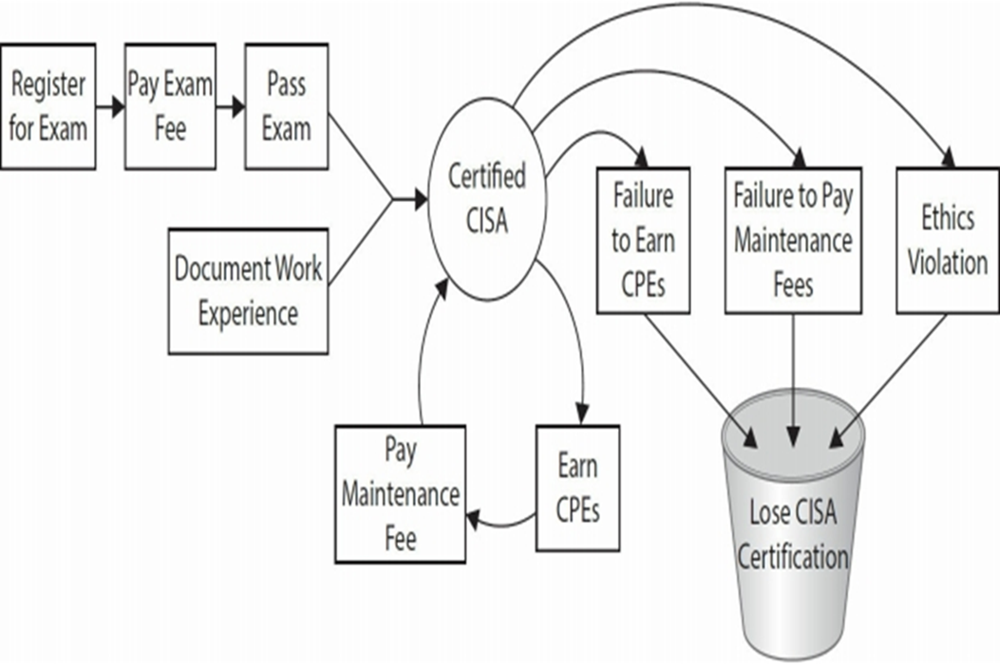 Register
for Exam
Pay Exam
Fee
Pass
Exam
Document Work
Experience
Certified
CISA
Failure
to Earn
CPEs
Failure to Pay
Maintenance
Fees
Ethics
Violation
Pay
Maintenance
Fee
Earn
CPEs
Lose CISA
Certification